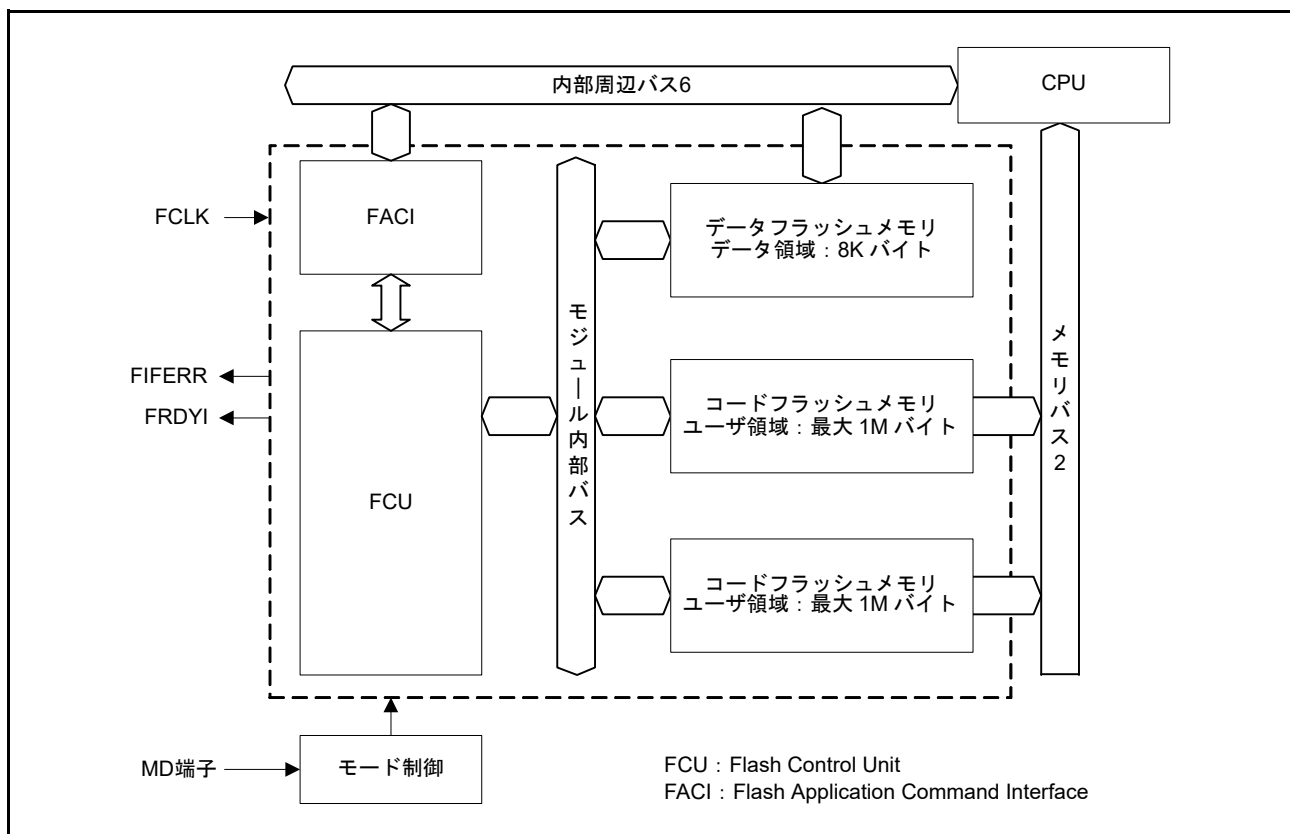 内部周辺バス6
CPU
FCLK
FACI
データフラッシュメモリ
データ領域：8K バイト
モジュール内部バス
メモリバス2
FIFERR
FRDYI
FCU
コードフラッシュメモリ
ユーザ領域：最大 1M バイト
コードフラッシュメモリ
ユーザ領域：最大 1M バイト
MD端子
モード制御
FCU：Flash Control Unit
FACI：Flash Application Command Interface